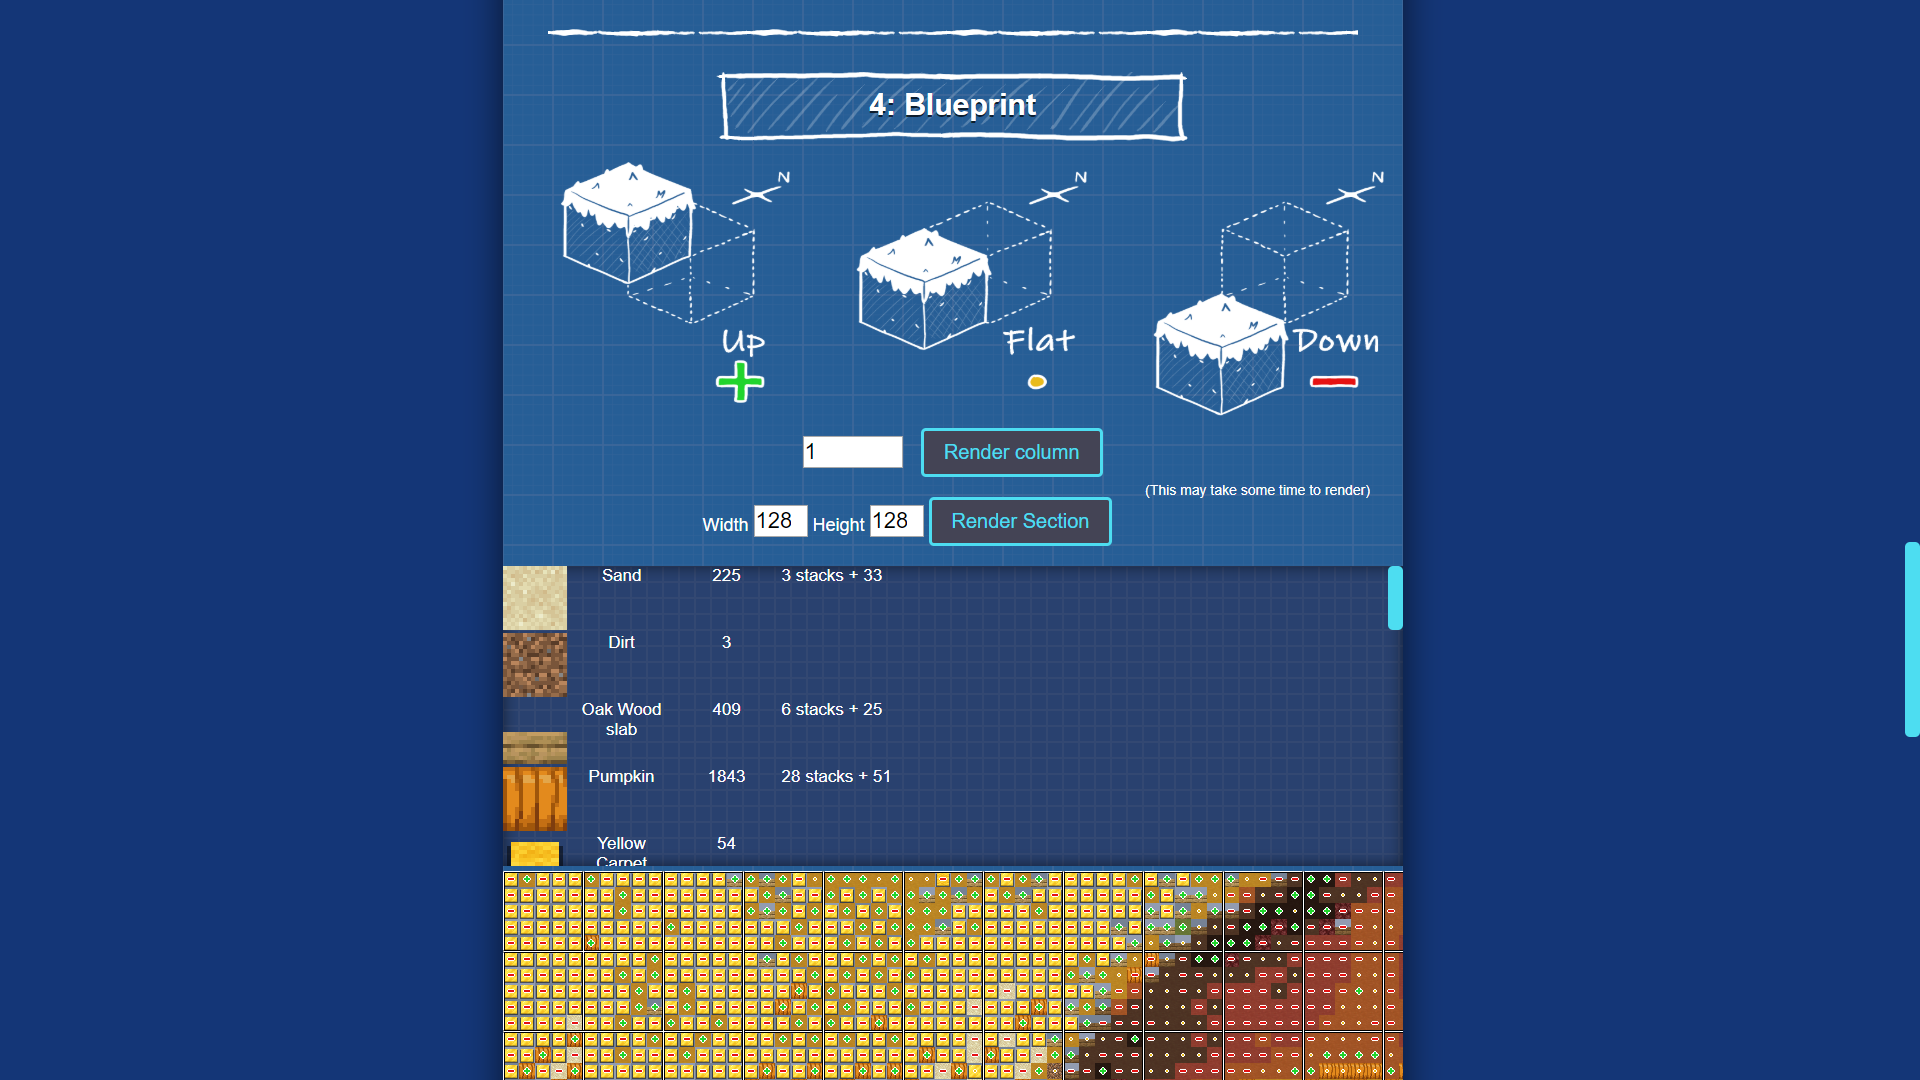 4: Blueprint
N
N
N
Up
Flat
Down
1
Render column
(This may take some time to render)
Width 128 Height 128 Render Section
Sand 225 3 stacks + 33
Dirt 3
Oak Wood slab 409 6 stacks + 25
Pumpkin 1843 28 stacks + 51
Yellow Carpet 54